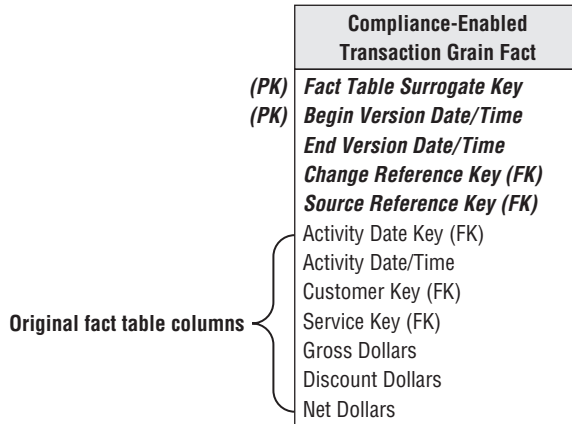 Compliance-Enabled
Transaction Grain Fact
(PK) Fact Table Surrogate Key
(PK) Begin Version Date/Time
End Version Date/Time
Change Reference Key (FK)
Source Reference Key (FK)
Activity Date Key (FK)
Activity Date/Time
Customer Key (FK)
Original fact table columns
Service Key (FK)
Gross Dollars
Discount Dollars
Net Dollars